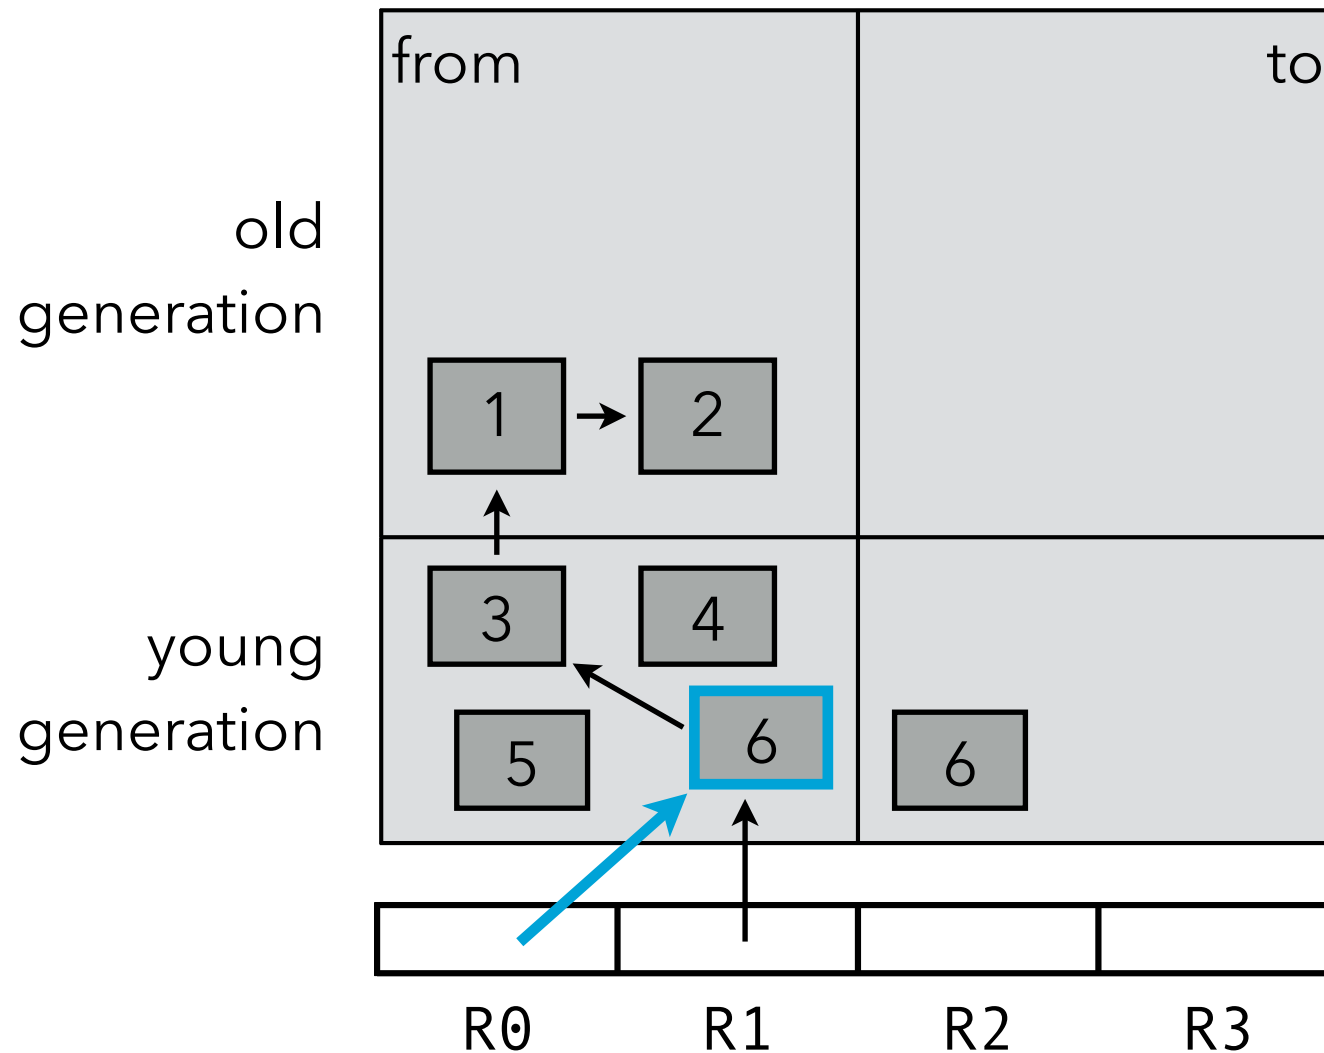 from to
old
generation
1 2
3 4
young
generation
5 6 6
R0 R1 R2 R3